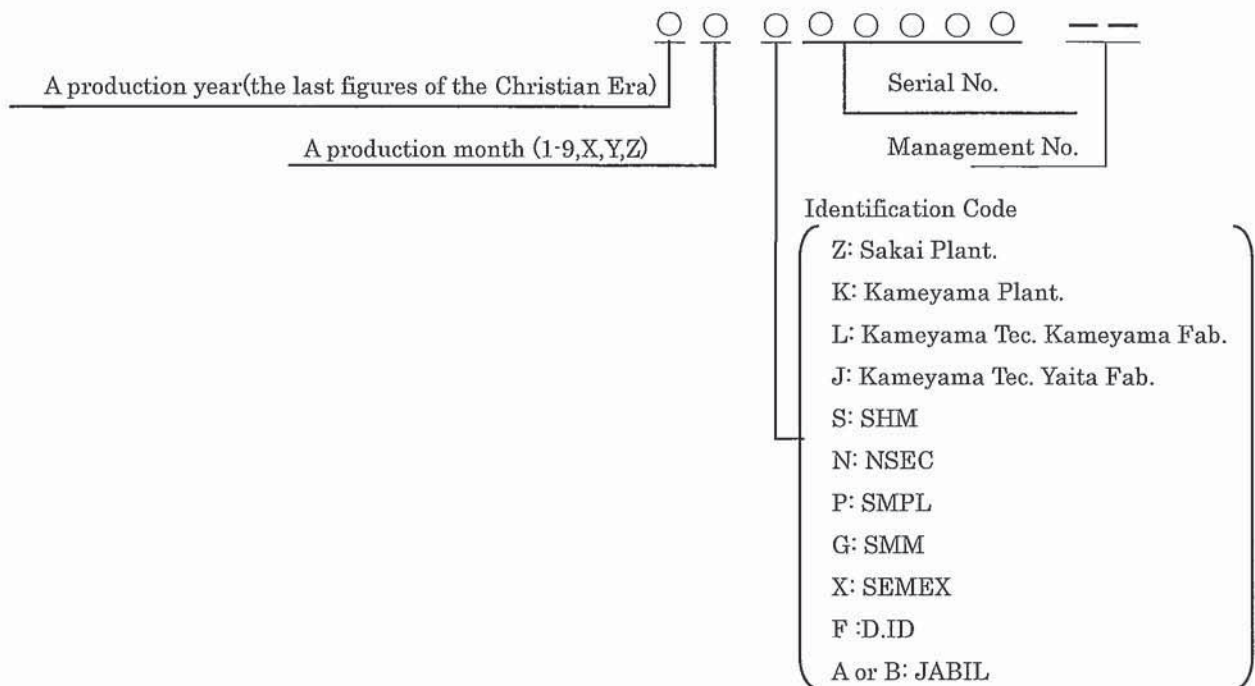 ○ ○ ○ ○ ○ ○ ○ ○ — —
A production year(the last figures of the Christian Era)
Serial No.
A production month (1-9,X,Y,Z)
Management No.
Identification Code
Z: Sakai Plant.
K: Kameyama Plant.
L: Kameyama Tec. Kameyama Fab.
J: Kameyama Tec. Yaita Fab.
S: SHM
N: NSEC
P: SMPL
G: SMM
X: SEMEX
F :D.ID
A or B: JABIL